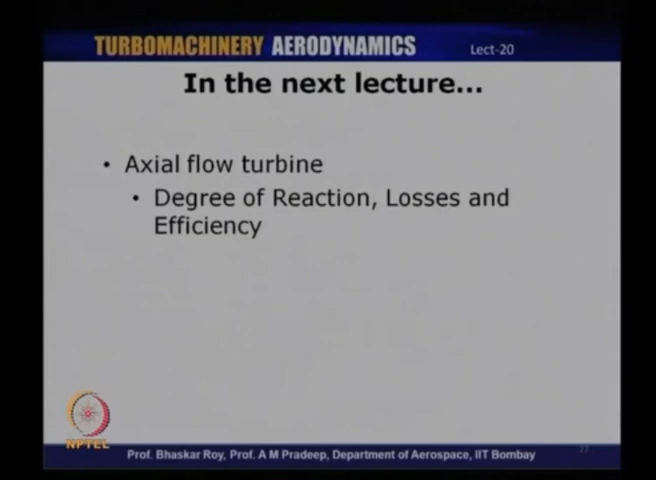 TURBOMACHINERY AERODYNAMICS Lect-20
In the next lecture...
• Axial flow turbine
• Degree of Reaction, Losses and
Efficiency
NPTEL
Prof. Bhaskar Roy, Prof. A M Pradeep, Department of Aerospace, IIT Bombay
27